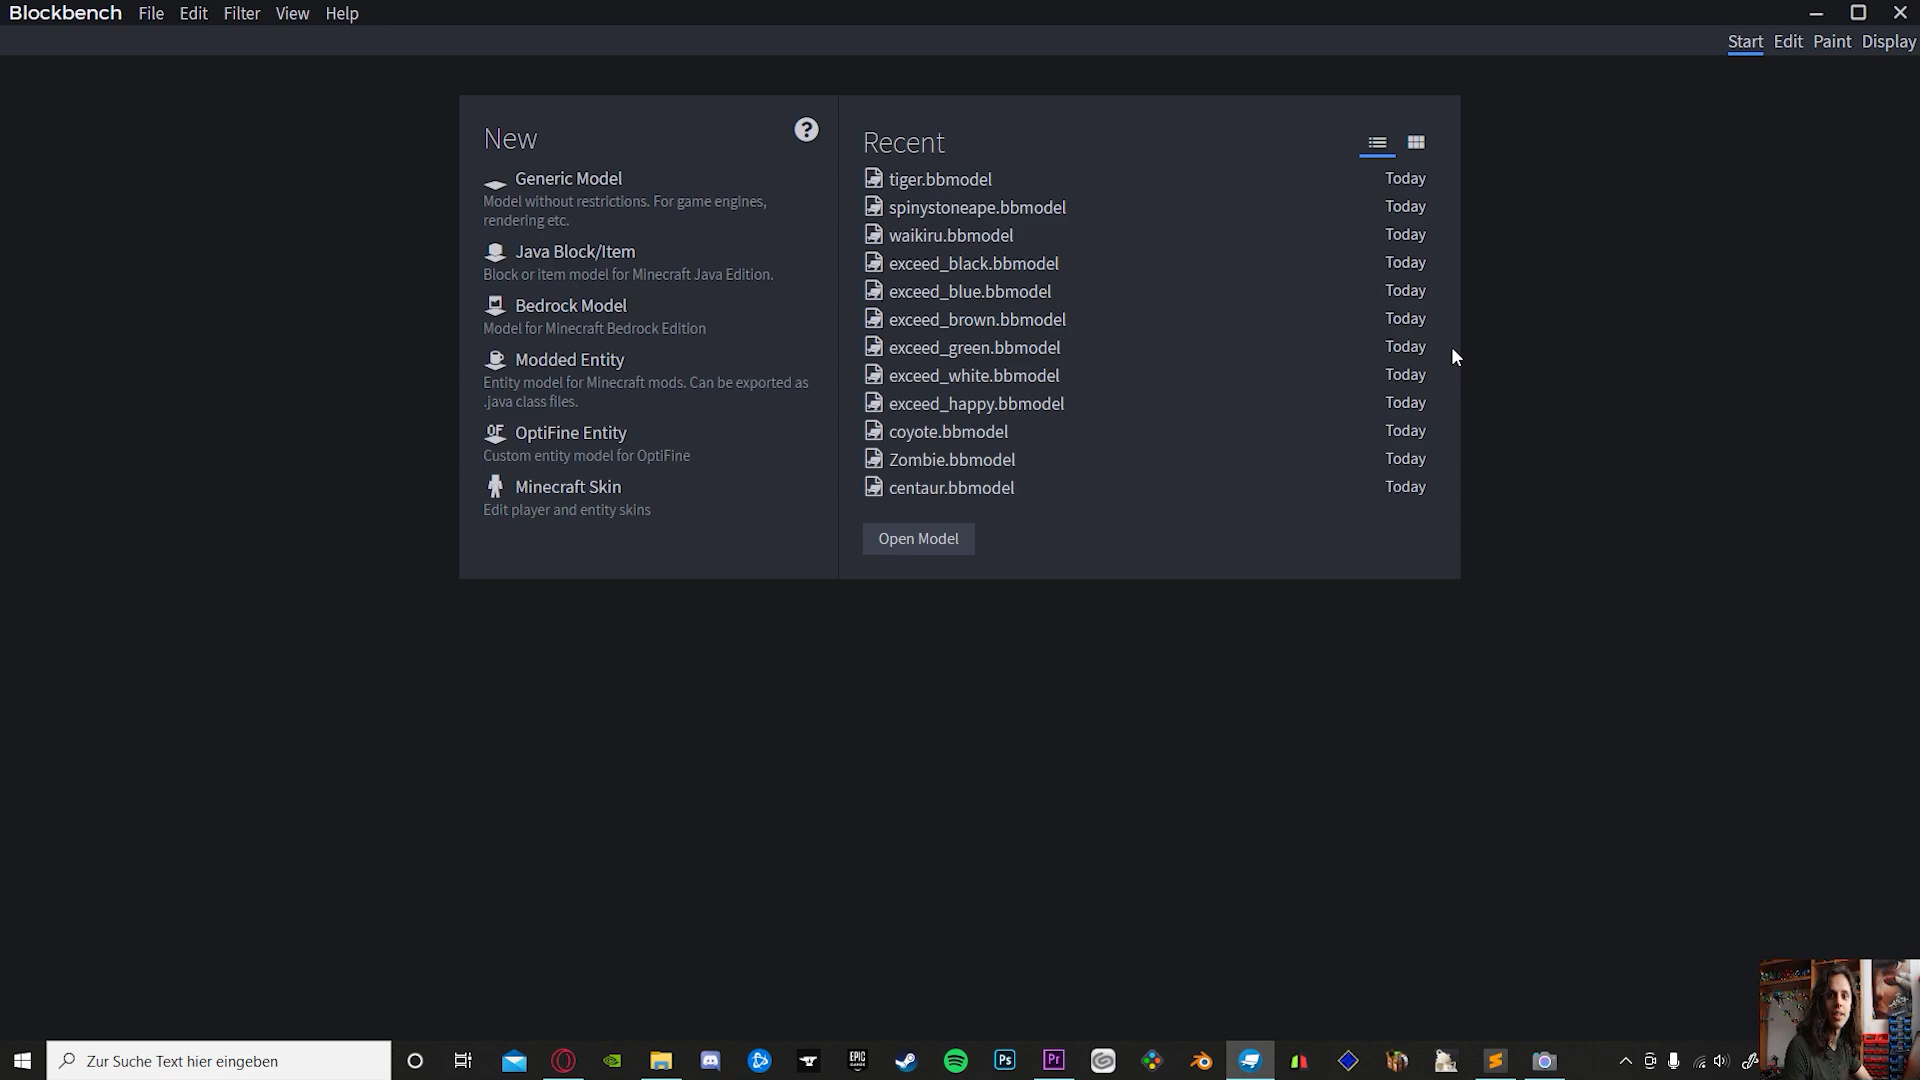 Blockbench File Edit Filter View Help
Start Edit Paint Display
New
Generic Model
Model without restrictions. For game engines,
rendering etc.
Java Block/Item
Block or item model for Minecraft Java Edition.
Bedrock Model
Model for Minecraft Bedrock Edition
Modded Entity
Entity model for Minecraft mods. Can be exported as
.java class files.
OF OptiFine Entity
Custom entity model for OptiFine
Minecraft Skin
Edit player and entity skins
Recent
tiger.bbmodel Today
spinystoneape.bbmodel Today
waikiru.bbmodel Today
exceed_black.bbmodel Today
exceed_blue.bbmodel Today
exceed_brown.bbmodel Today
exceed_green.bbmodel Today
exceed_white.bbmodel Today
exceed_happy.bbmodel Today
coyote.bbmodel Today
Zombie.bbmodel Today
centaur.bbmodel Today
Open Model
Zur Suche Text hier eingeben
EPIC GAMES
Ps
Pr